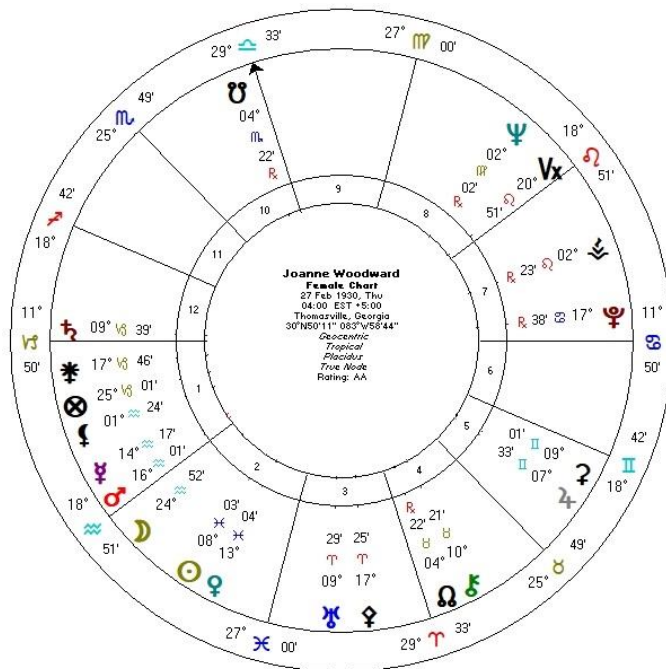 29° ♎ 33'
27° ♍ 00'
49'
♏
25°
☋
04°
♏
22'
℞
♆
02°
♍
02'
℞
18°
♌
51'
Vx
20°
♌
51'
42'
♐
18°
9
10
8
11
7
12
6
1
5
2
4
3
Joanne Woodward
Female Chart
27 Feb 1930, Thu
04:00 EST +5:00
Thomasville, Georgia
30°N50'11" 083°W58'44"
Geocentric
Tropical
Placidus
True Node
Rating: AA
℞ 23' ♌ 02°
℞ 38' ♋ 17° ♇
11°
♑
50'
11°
♋
50'
♄ 09° ♑ 39'
17° ♑ 46'
⊗ 25° ♑ 01'
⚸ 01° ♒ 24'
☿ 14° ♒ 17'
♂ 16° ♒ 01'
18°
♒
51'
☽ 24° ♒ 52'
☉ 08° ♓ 03'
♀ 13° ♓ 04'
27° ♓ 00'
29' 25'
♈ ♈
09° 17°
♅ ⚴
℞
22' 21'
♉ ♉
04° 10°
☊ ⚷
29° ♈ 33'
01' ♊ 09° ⚳
33' ♊ 07° ♃
42'
♊
18°
49'
♉
25°